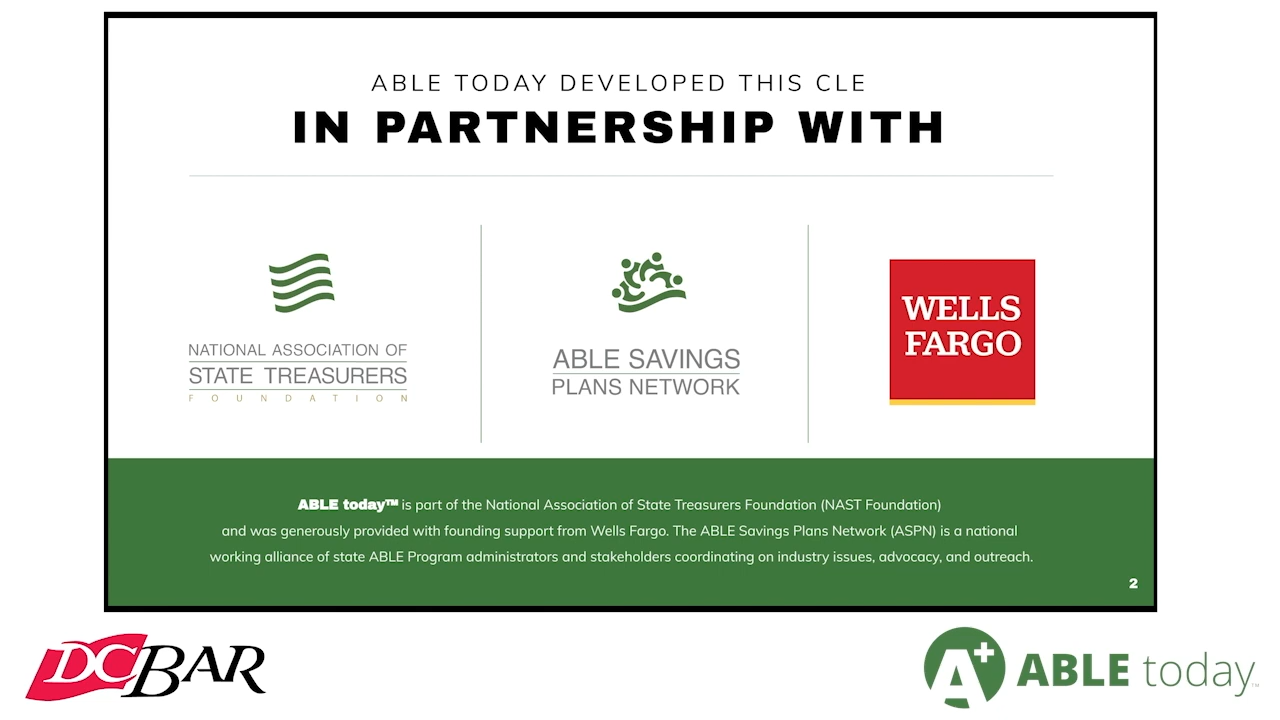 ABLE TODAY DEVELOPED THIS CLE
IN PARTNERSHIP WITH
NATIONAL ASSOCIATION OF
STATE TREASURERS
FOUNDATION
ABLE SAVINGS
PLANS NETWORK
WELLS
FARGO
ABLE today™ is part of the National Association of State Treasurers Foundation (NAST Foundation)
and was generously provided with founding support from Wells Fargo. The ABLE Savings Plans Network (ASPN) is a national
working alliance of state ABLE Program administrators and stakeholders coordinating on industry issues, advocacy, and outreach.
2
DC BAR
A+ ABLE today™